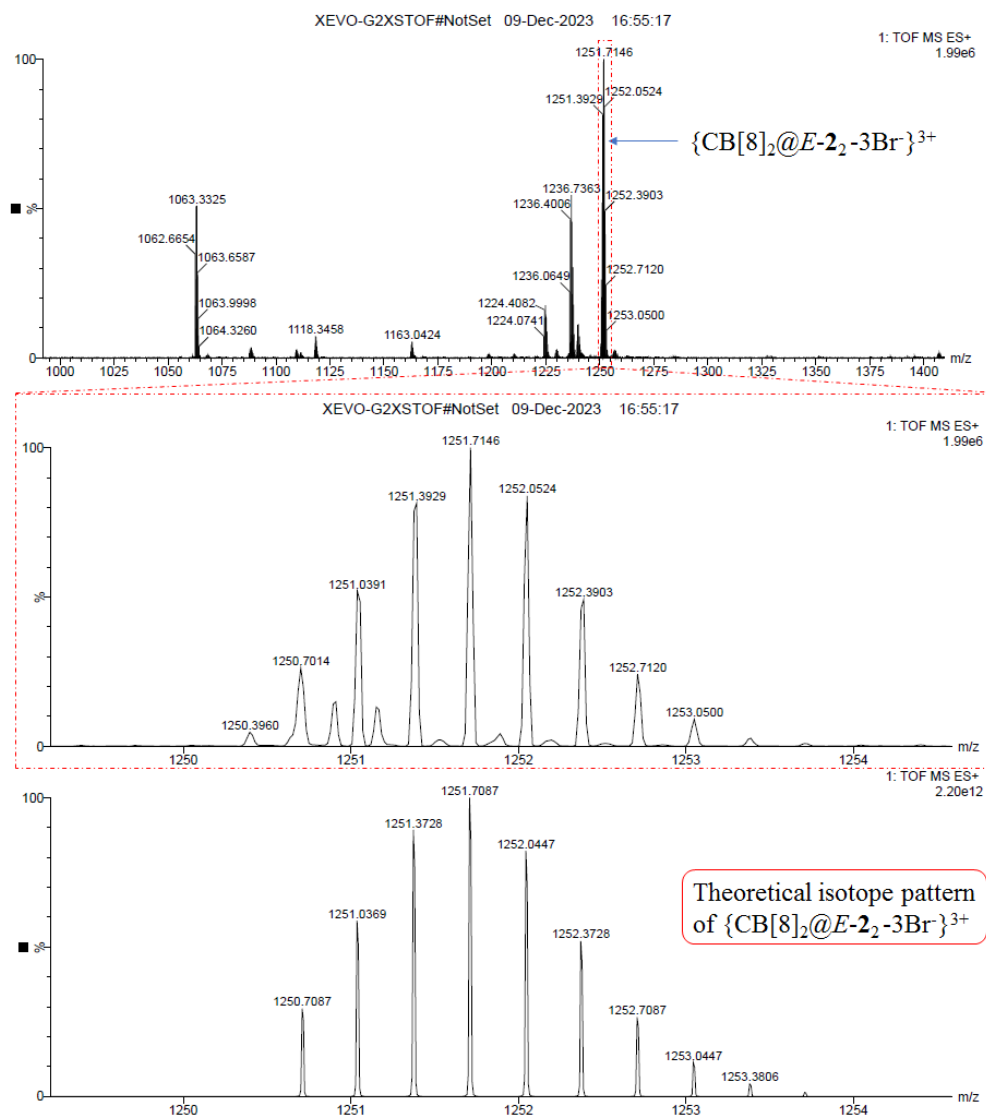 XEVO-G2XSTOF#NotSet 09-Dec-2023 16:55:17
1: TOF MS ES+
1.99e6
100
%
0
1251.7146
1252.0524
1251.3929
{CB[8]₂@E-2₂-3Br⁻}³⁺
1063.3325
1236.7363
1236.4006
1252.3903
1062.6654
1063.6587
1236.0649
1252.7120
1063.9998
1224.4082
1253.0500
1064.3260
1118.3458
1163.0424
1224.0741
m/z
1000 1025 1050 1075 1100 1125 1150 1175 1200 1225 1250 1275 1300 1325 1350 1375 1400
XEVO-G2XSTOF#NotSet 09-Dec-2023 16:55:17
1: TOF MS ES+
1.99e6
100
%
0
1251.7146
1251.3929
1252.0524
1251.0391
1252.3903
1250.7014
1252.7120
1250.3960
1253.0500
m/z
1250 1251 1252 1253 1254
1: TOF MS ES+
2.20e12
100
%
0
1251.7087
1251.3728
1252.0447
1251.0369
1252.3728
1250.7087
1252.7087
1253.0447
1253.3806
Theoretical isotope pattern
of {CB[8]₂@E-2₂-3Br⁻}³⁺
m/z
1250 1251 1252 1253 1254